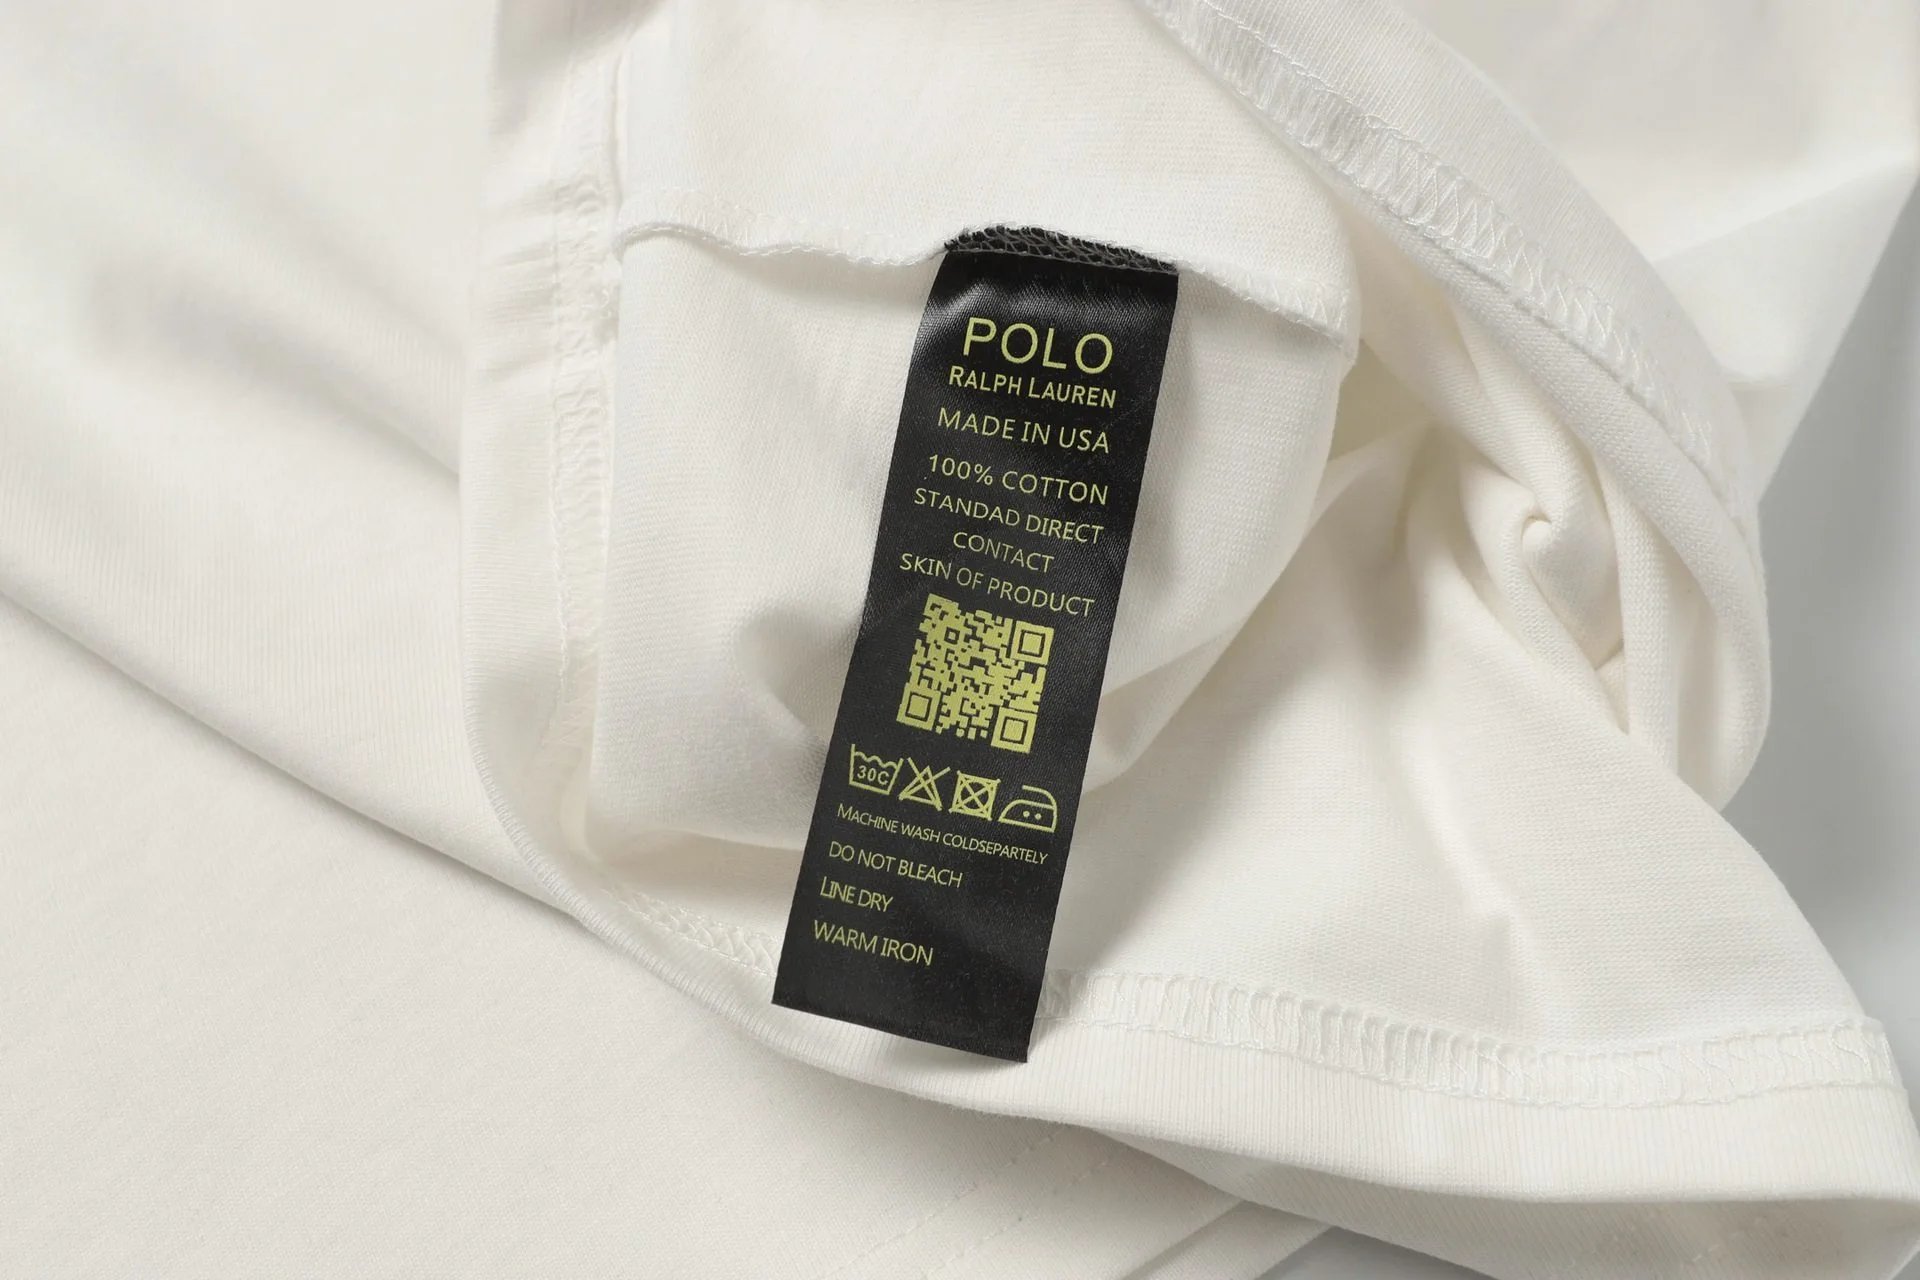 POLO
RALPH LAUREN
MADE IN USA
100% COTTON
STANDAD DIRECT
CONTACT
SKIN OF PRODUCT
30C
MACHINE WASH COLDSEPARTELY
DO NOT BLEACH
LINE DRY
WARM IRON